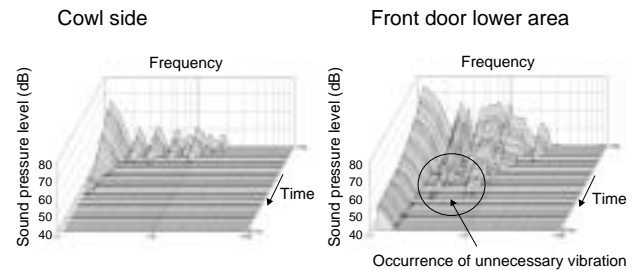 Cowl side
Frequency
Sound pressure level (dB)
80
70
60
50
40
Time
Front door lower area
Frequency
Sound pressure level (dB)
80
70
60
50
40
Time
Occurrence of unnecessary vibration